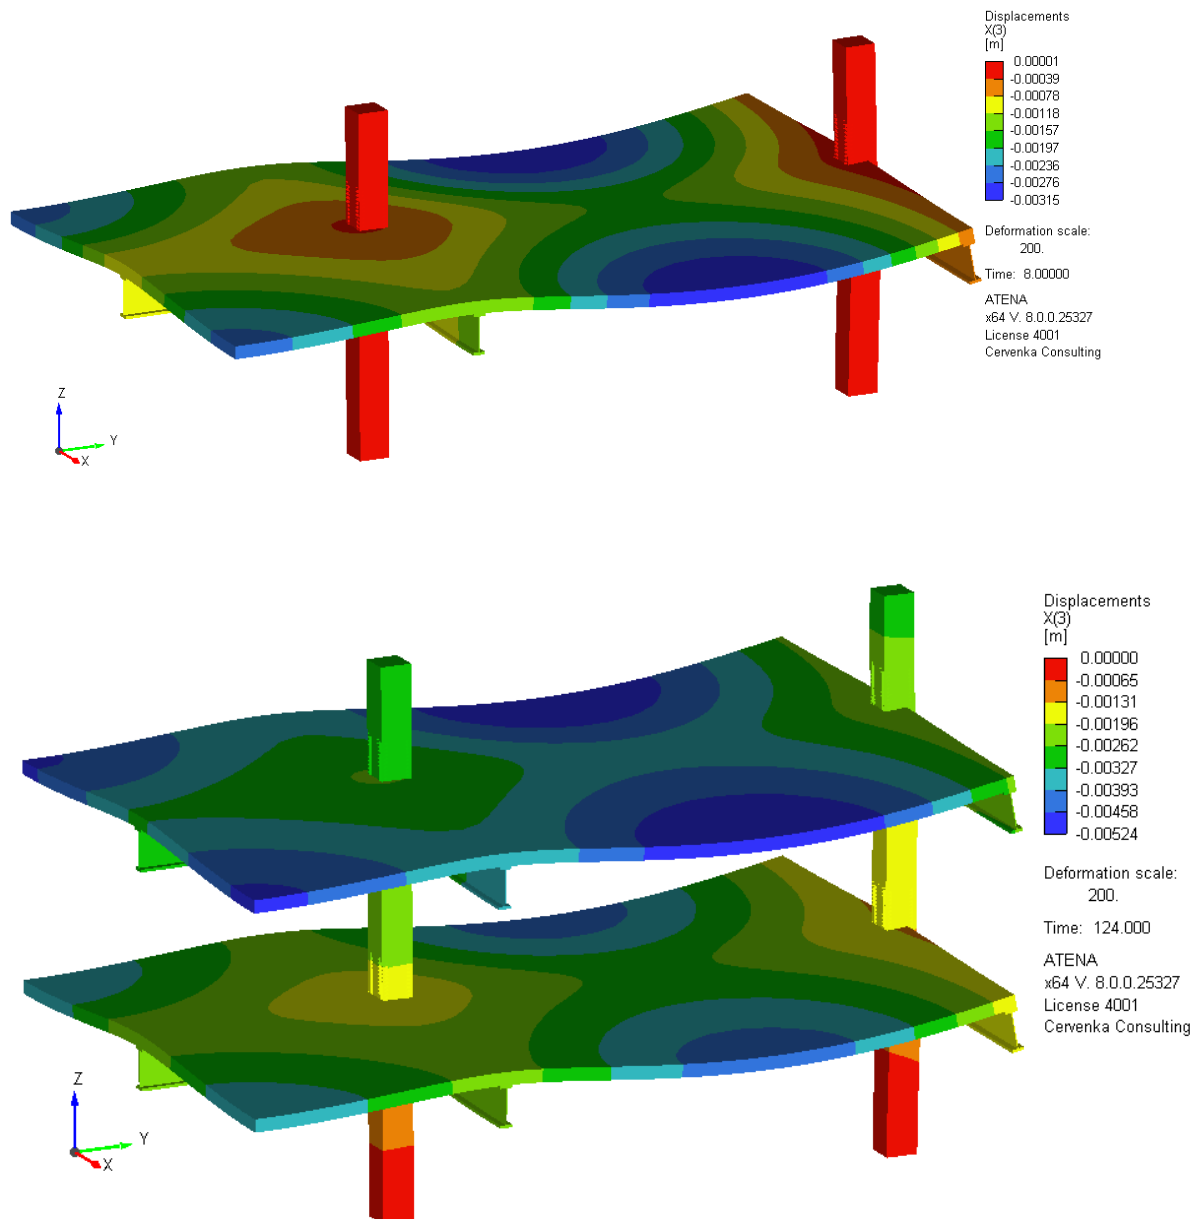 Displacements
X(3)
[m]
0.00001
-0.00039
-0.00078
-0.00118
-0.00157
-0.00197
-0.00236
-0.00276
-0.00315
Deformation scale:
200.
Time: 8.00000
ATENA
x64 V. 8.0.0.25327
License 4001
Cervenka Consulting
Z
Y
X
Displacements
X(3)
[m]
0.00000
-0.00065
-0.00131
-0.00196
-0.00262
-0.00327
-0.00393
-0.00458
-0.00524
Deformation scale:
200.
Time: 124.000
ATENA
x64 V. 8.0.0.25327
License 4001
Cervenka Consulting
Z
Y
X